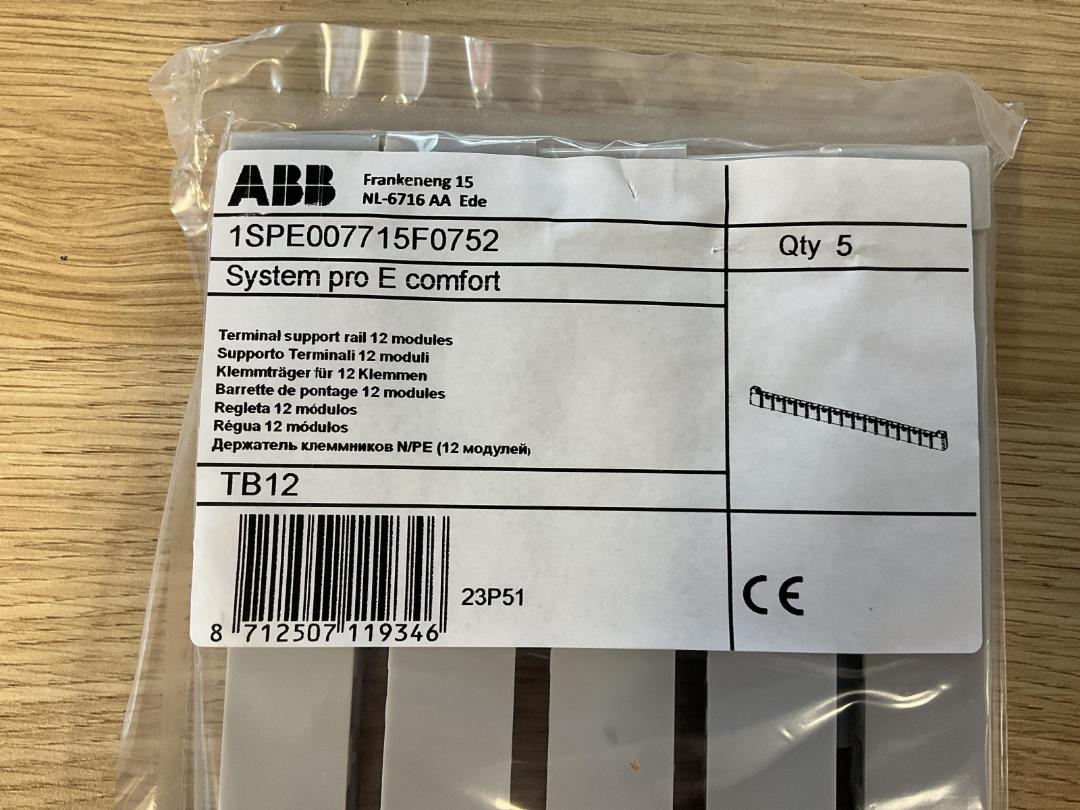 ABB
Frankeneng 15
NL-6716 AA Ede
1SPE007715F0752
Qty 5
System pro E comfort
Terminal support rail 12 modules
Supporto Terminali 12 moduli
Klemmträger für 12 Klemmen
Barrette de pontage 12 modules
Regleta 12 módulos
Régua 12 módulos
Держатель клеммников N/PE (12 модулей)
TB12
23P51
CE
8 712507 119346